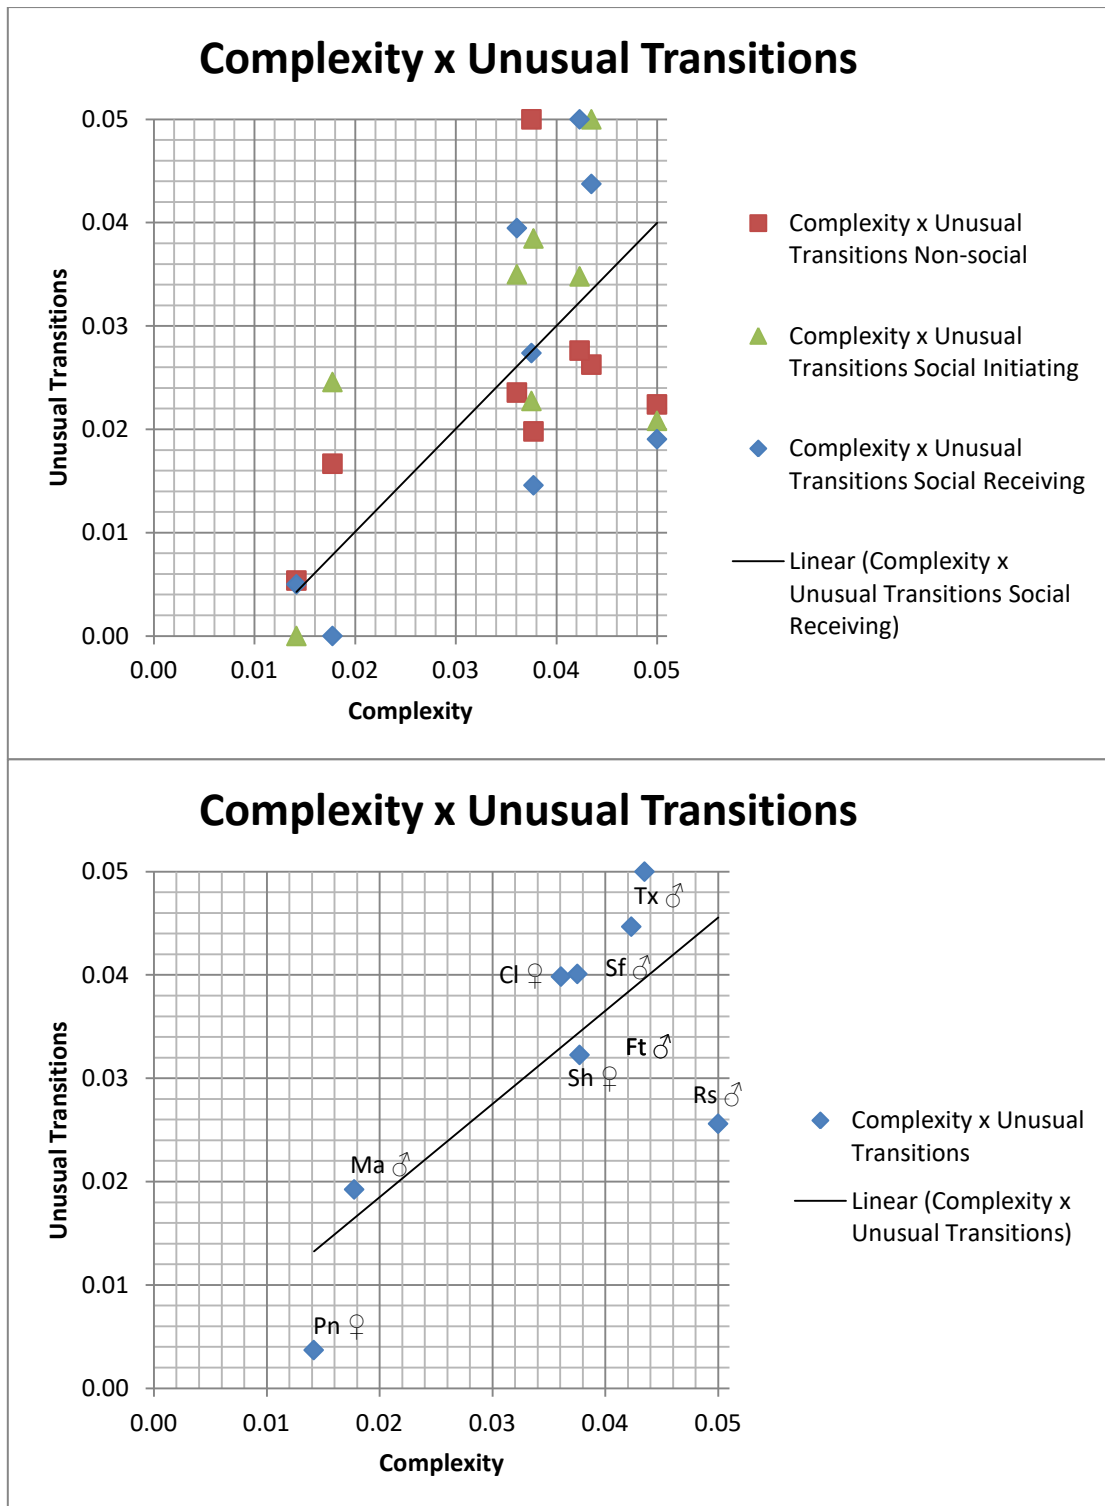 Complexity x Unusual Transitions
Unusual Transitions
0.05
0.04
0.03
0.02
0.01
0.00
0.00 0.01 0.02 0.03 0.04 0.05
Complexity
Complexity x Unusual
Transitions Non-social
Complexity x Unusual
Transitions Social Initiating
Complexity x Unusual
Transitions Social Receiving
Linear (Complexity x
Unusual Transitions Social
Receiving)
Complexity x Unusual Transitions
Unusual Transitions
0.05
0.04
0.03
0.02
0.01
0.00
Tx ♂
Cl ♀
Sf ♂
Ft ♂
Sh ♀
Rs ♂
Ma ♂
Pn ♀
0.00 0.01 0.02 0.03 0.04 0.05
Complexity
Complexity x Unusual
Transitions
Linear (Complexity x
Unusual Transitions)